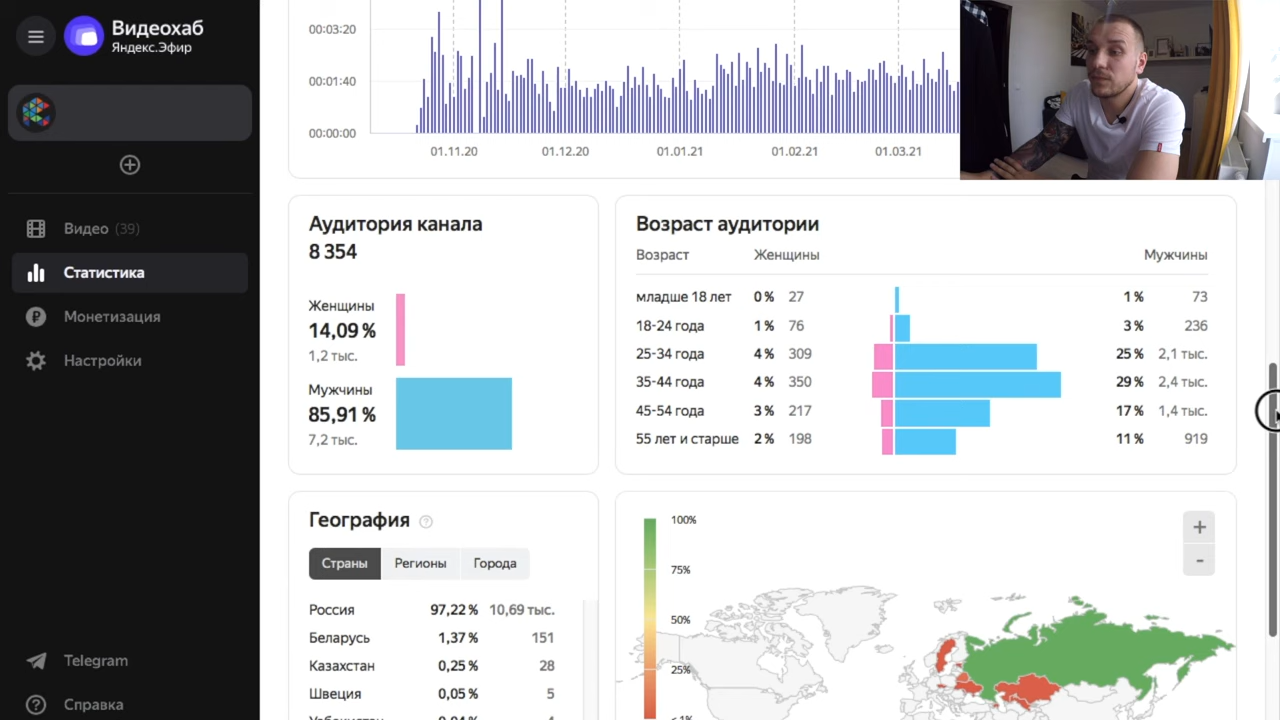 Видеохаб
Яндекс.Эфир
Видео (39)
Статистика
Монетизация
Настройки
Telegram
Справка
00:03:20
00:01:40
00:00:00
01.11.20 01.12.20 01.01.21 01.02.21 01.03.21
Аудитория канала
8 354
Женщины
14,09 %
1,2 тыс.
Мужчины
85,91 %
7,2 тыс.
Возраст аудитории
Возраст Женщины Мужчины
младше 18 лет 0 % 27 1 % 73
18-24 года 1 % 76 3 % 236
25-34 года 4 % 309 25 % 2,1 тыс.
35-44 года 4 % 350 29 % 2,4 тыс.
45-54 года 3 % 217 17 % 1,4 тыс.
55 лет и старше 2 % 198 11 % 919
География ?
Страны Регионы Города
Россия 97,22 % 10,69 тыс.
Беларусь 1,37 % 151
Казахстан 0,25 % 28
Швеция 0,05 % 5
100%
75%
50%
25%
+
-